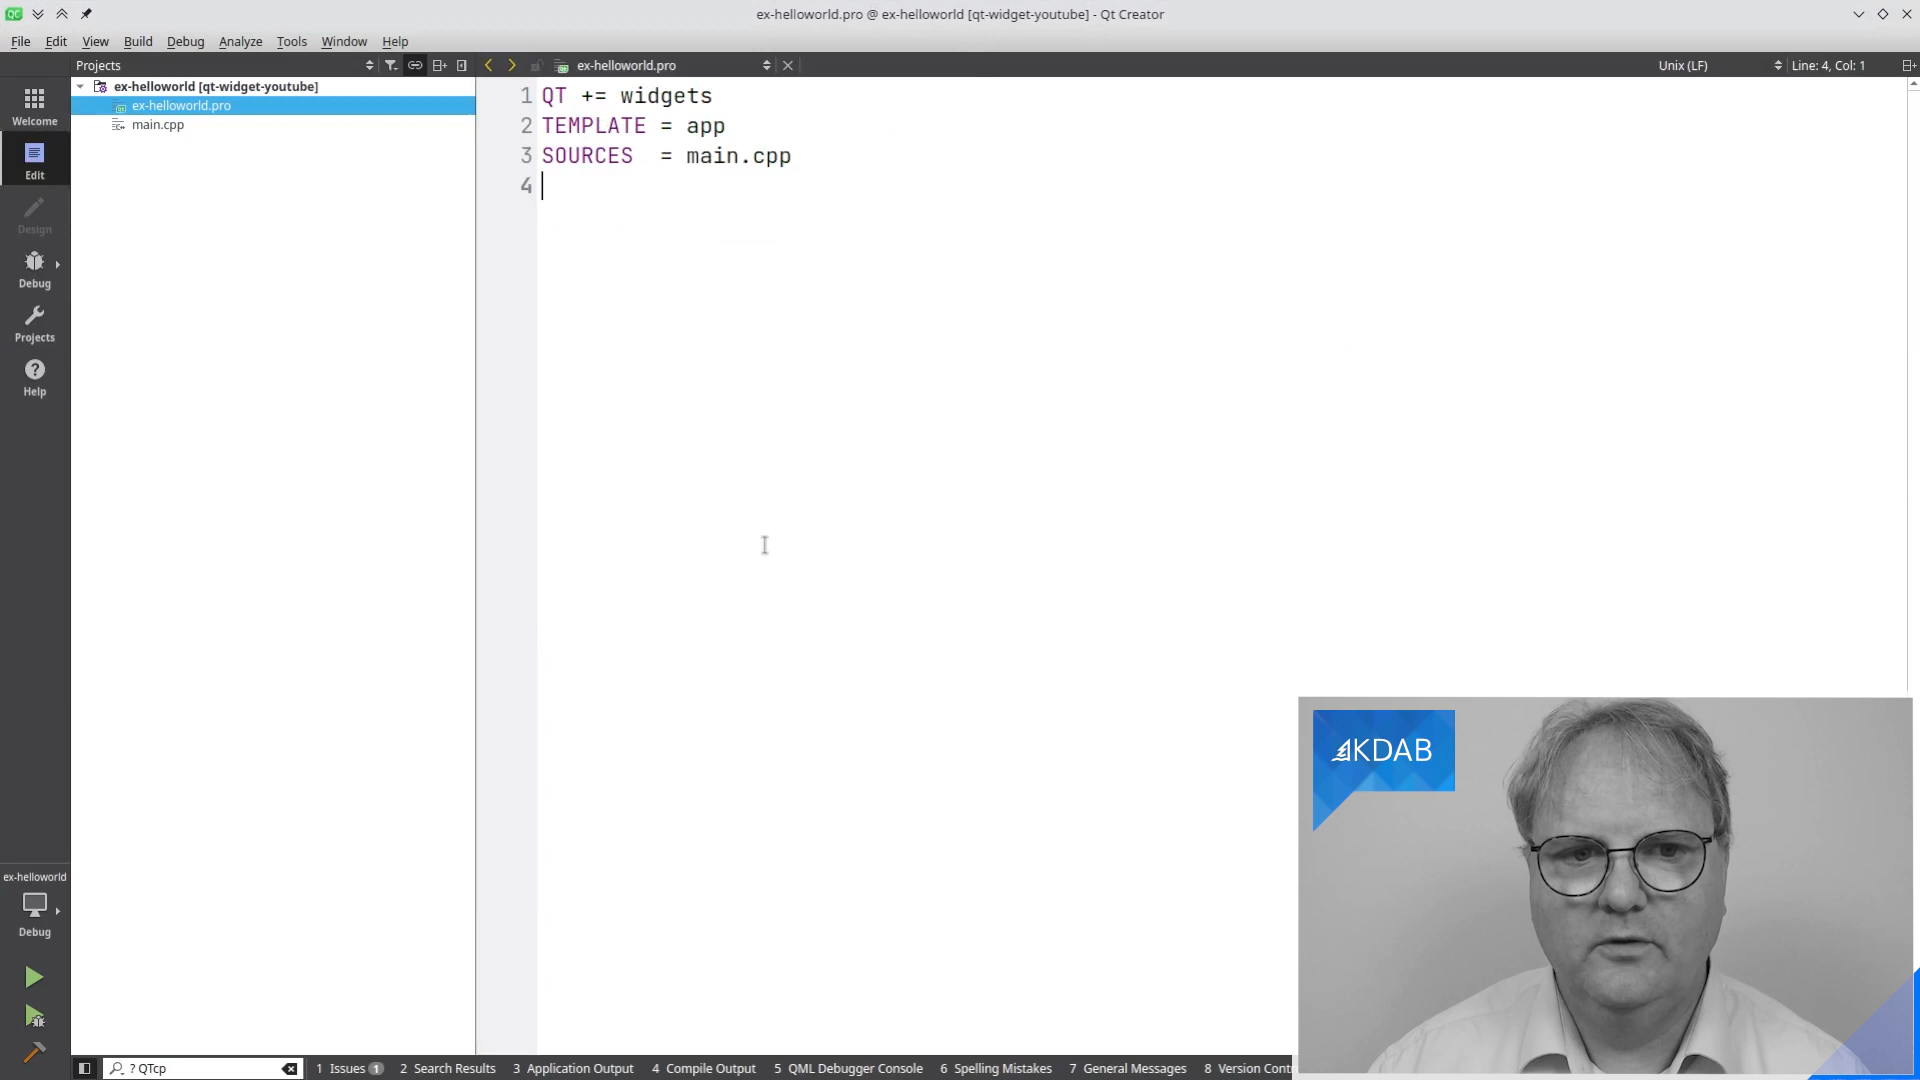 ex-helloworld.pro @ ex-helloworld [qt-widget-youtube] - Qt Creator
File Edit View Build Debug Analyze Tools Window Help
Projects
ex-helloworld.pro
Unix (LF)
Line: 4, Col: 1
ex-helloworld [qt-widget-youtube]
ex-helloworld.pro
main.cpp
Welcome
Edit
Design
Debug
Projects
Help
1 QT += widgets
2 TEMPLATE = app
3 SOURCES  = main.cpp
4
KDAB
ex-helloworld
Debug
? QTcp
1 Issues 1
2 Search Results
3 Application Output
4 Compile Output
5 QML Debugger Console
6 Spelling Mistakes
7 General Messages
8 Version Cont